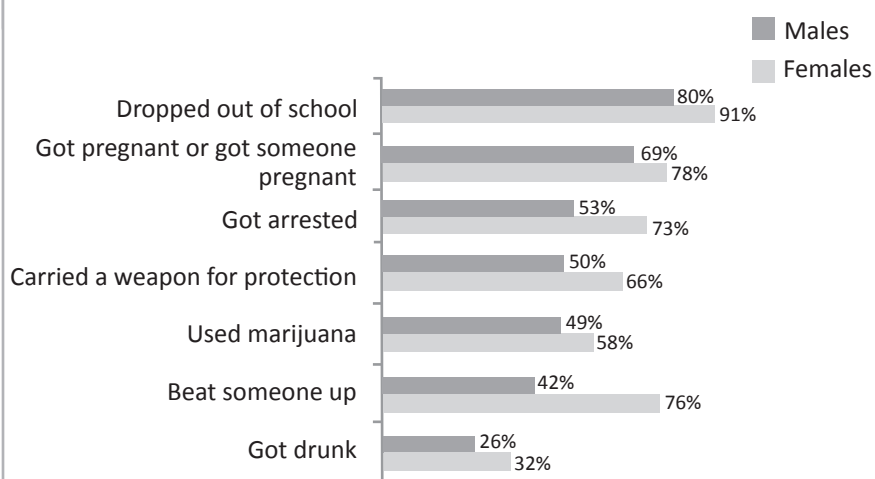 Males
Females
Dropped out of school
80%
91%
Got pregnant or got someone
pregnant
69%
78%
Got arrested
53%
73%
Carried a weapon for protection
50%
66%
Used marijuana
49%
58%
Beat someone up
42%
76%
Got drunk
26%
32%